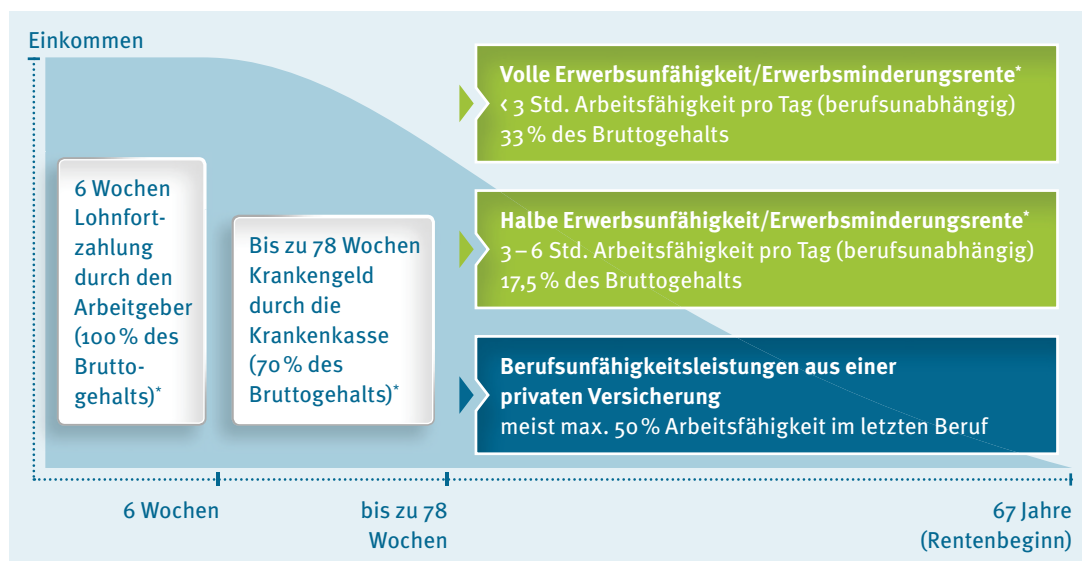 Einkommen
Volle Erwerbsunfähigkeit/Erwerbsminderungsrente*
< 3 Std. Arbeitsfähigkeit pro Tag (berufsunabhängig)
33 % des Bruttogehalts
6 Wochen
Lohnfort-
zahlung
durch den
Arbeitgeber
(100 % des
Brutto-
gehalts)*
Bis zu 78 Wochen
Krankengeld
durch die
Krankenkasse
(70 % des
Bruttogehalts)*
Halbe Erwerbsunfähigkeit/Erwerbsminderungsrente*
3 – 6 Std. Arbeitsfähigkeit pro Tag (berufsunabhängig)
17,5 % des Bruttogehalts
Berufsunfähigkeitsleistungen aus einer
privaten Versicherung
meist max. 50 % Arbeitsfähigkeit im letzten Beruf
6 Wochen
bis zu 78
Wochen
67 Jahre
(Rentenbeginn)